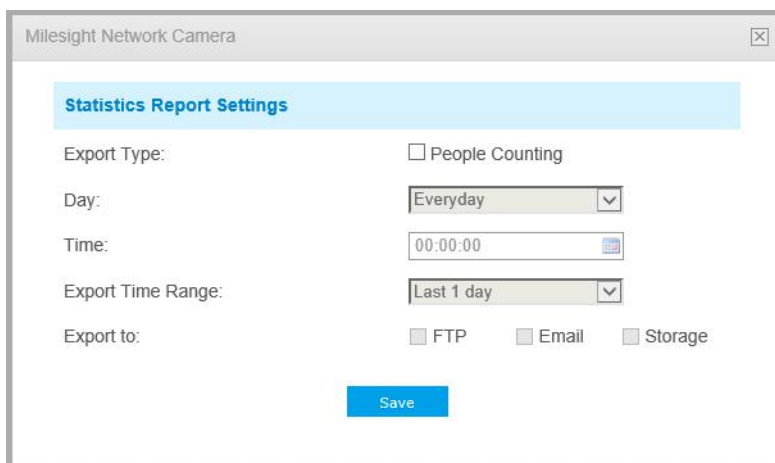 Milesight Network Camera
Statistics Report Settings
Export Type: People Counting
Day: Everyday
Time: 00:00:00
Export Time Range: Last 1 day
Export to: FTP Email Storage
Save